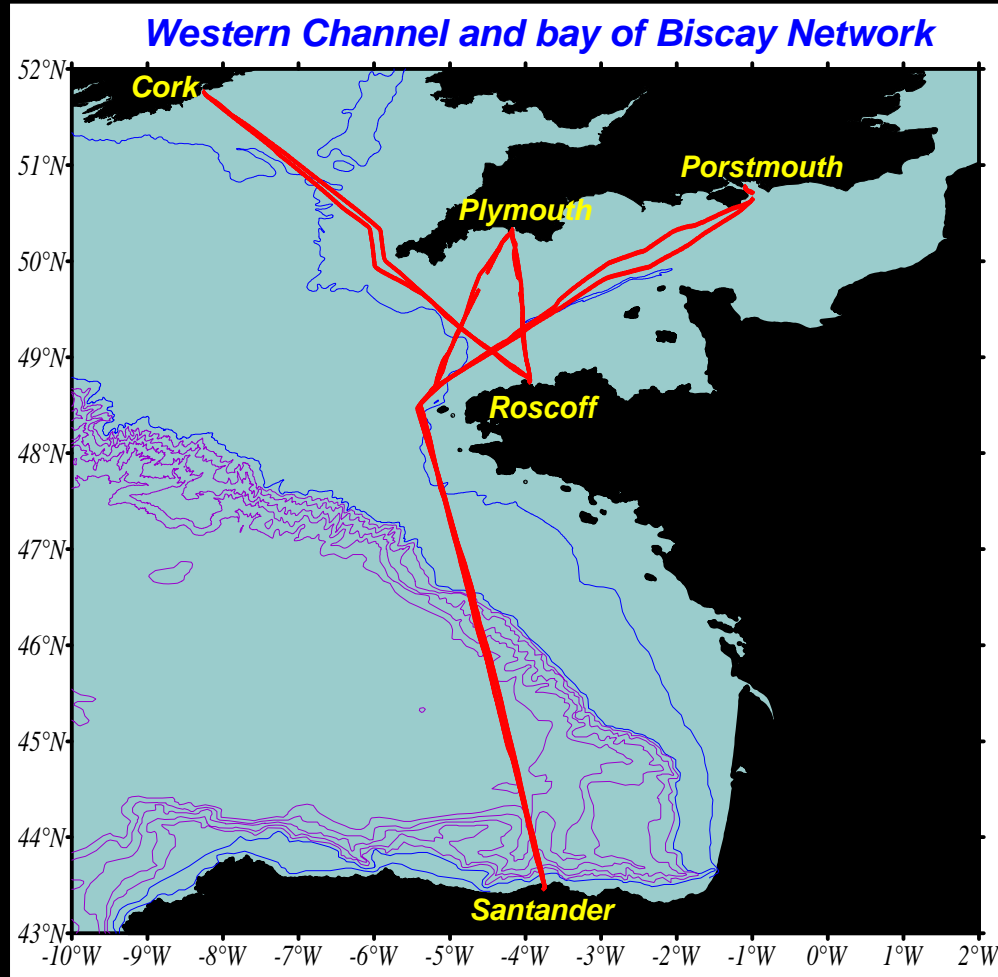 Western Channel and bay of Biscay Network
52°N
Cork
51°N
Porstmouth
Plymouth
50°N
49°N
Roscoff
48°N
47°N
46°N
45°N
44°N
Santander
43°N
-10°W -9°W -8°W -7°W -6°W -5°W -4°W -3°W -2°W -1°W 0°W 1°W 2°W